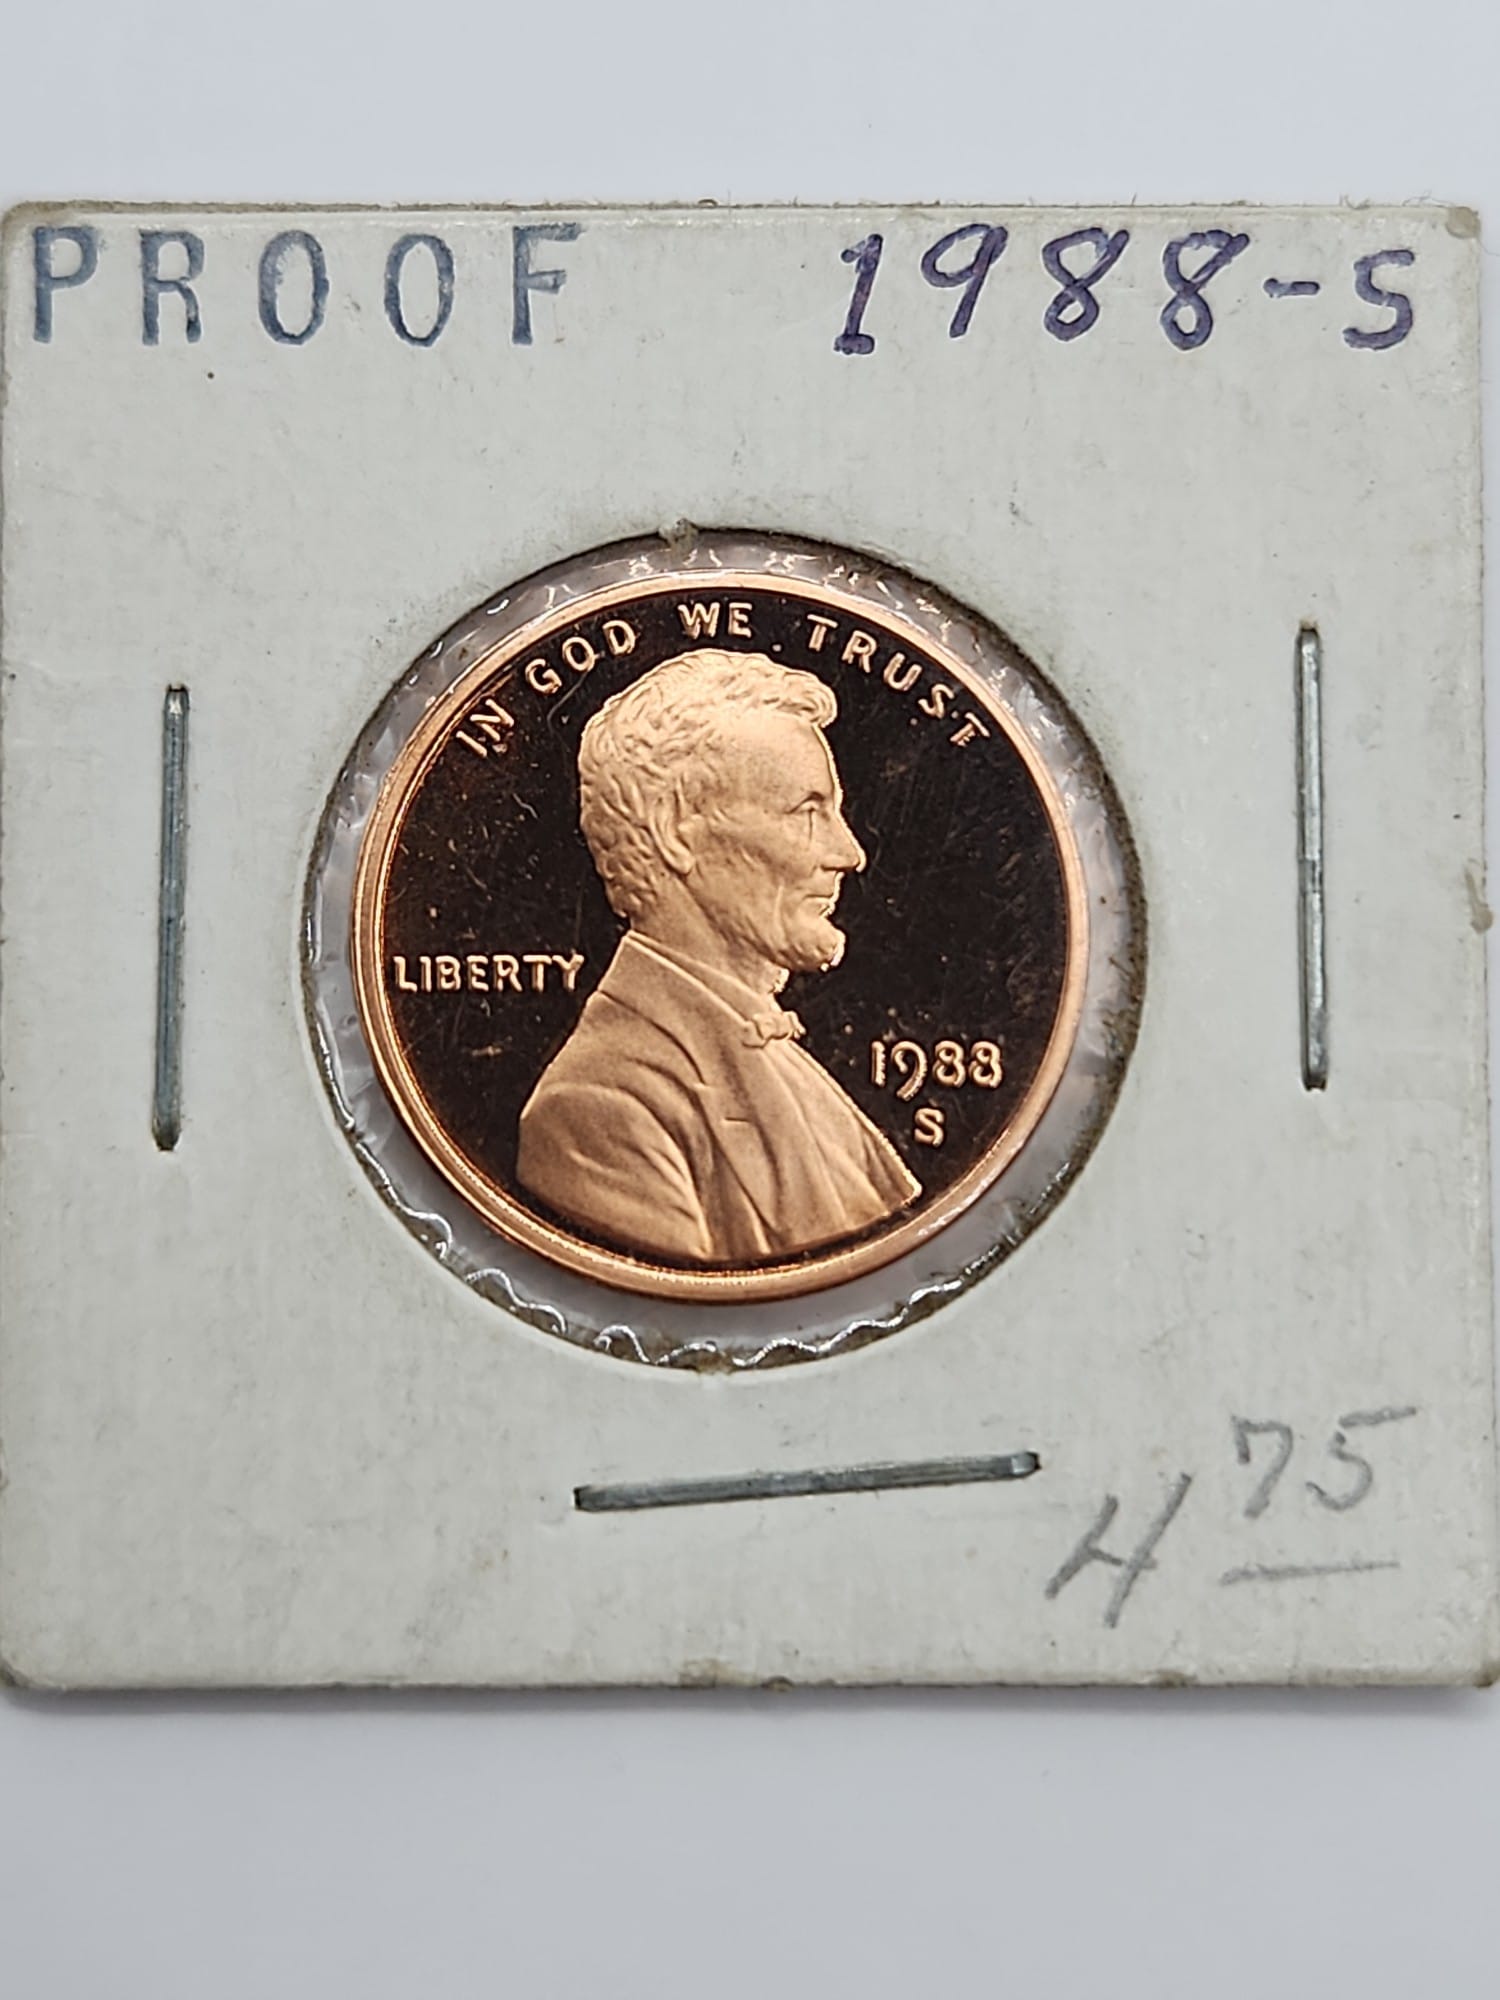 PROOF 1988-S
IN GOD WE TRUST
LIBERTY
1988
S
4 75